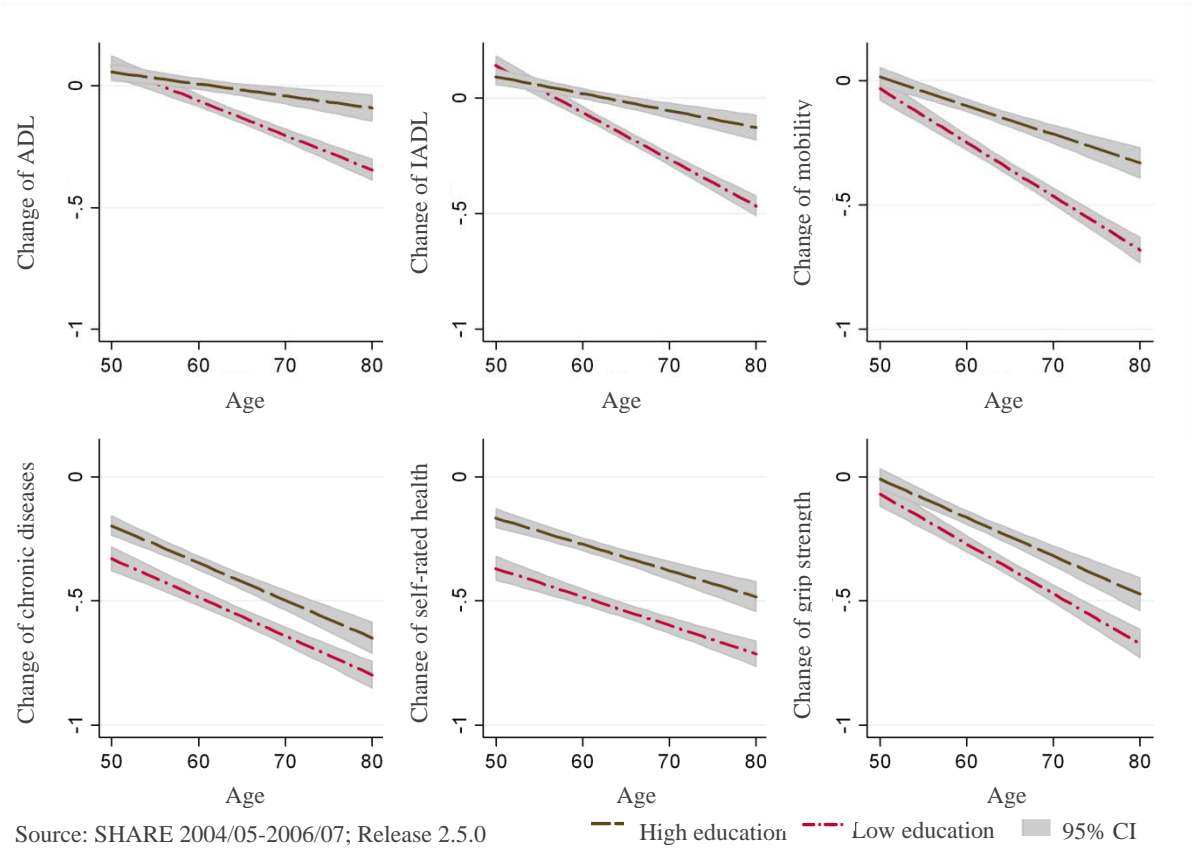 Change of ADL
0
-.5
-1
50 60 70 80
Age
Change of IADL
0
-.5
-1
50 60 70 80
Age
Change of mobility
0
-.5
-1
50 60 70 80
Age
Change of chronic diseases
0
-.5
-1
50 60 70 80
Age
Change of self-rated health
0
-.5
-1
50 60 70 80
Age
Change of grip strength
0
-.5
-1
50 60 70 80
Age
Source: SHARE 2004/05-2006/07; Release 2.5.0
High education Low education 95% CI